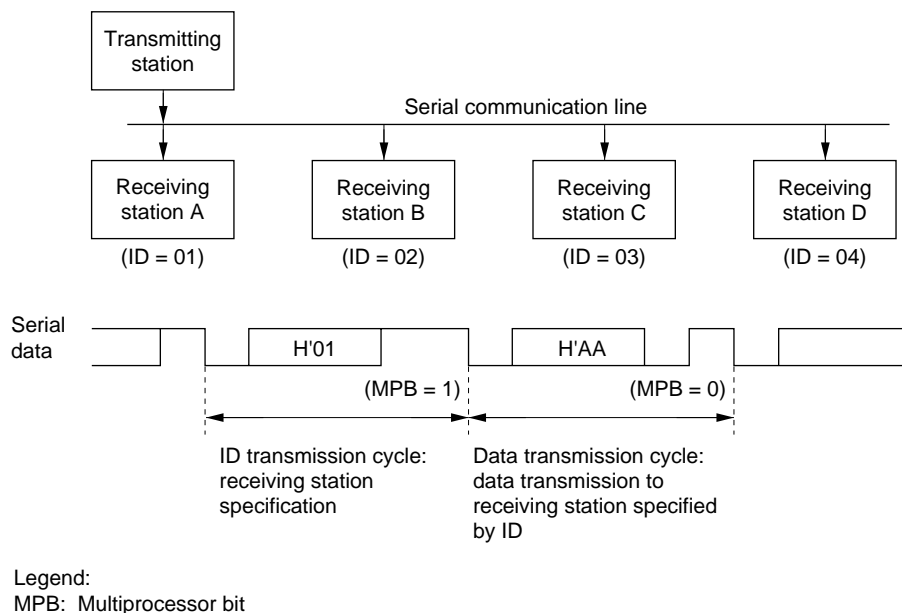 Transmitting
station
Serial communication line
Receiving
station A
Receiving
station B
Receiving
station C
Receiving
station D
(ID = 01)
(ID = 02)
(ID = 03)
(ID = 04)
Serial
data
H'01
H'AA
(MPB = 1)
(MPB = 0)
ID transmission cycle:
receiving station
specification
Data transmission cycle:
data transmission to
receiving station specified
by ID
Legend:
MPB: Multiprocessor bit